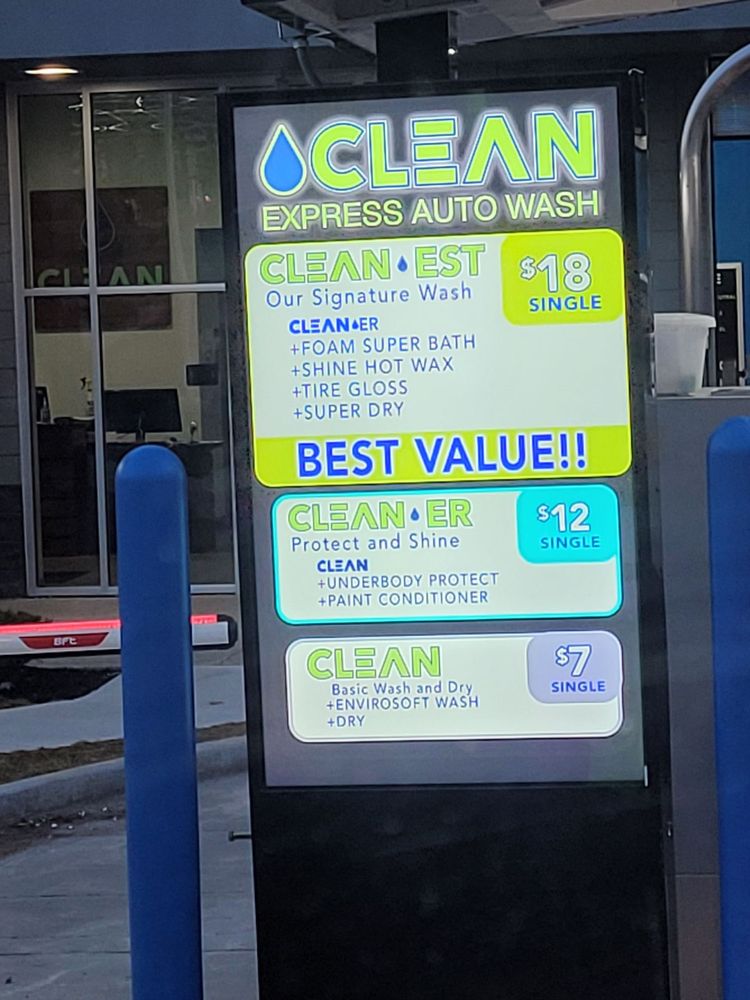 CLEAN
EXPRESS AUTO WASH
CLEAN EST
$18
SINGLE
Our Signature Wash
CLEAN ER
+FOAM SUPER BATH
+SHINE HOT WAX
+TIRE GLOSS
+SUPER DRY
BEST VALUE!!
CLEAN ER
$12
SINGLE
Protect and Shine
CLEAN
+UNDERBODY PROTECT
+PAINT CONDITIONER
CLEAN
$7
SINGLE
Basic Wash and Dry
+ENVIROSOFT WASH
+DRY
CLEAN
BFT